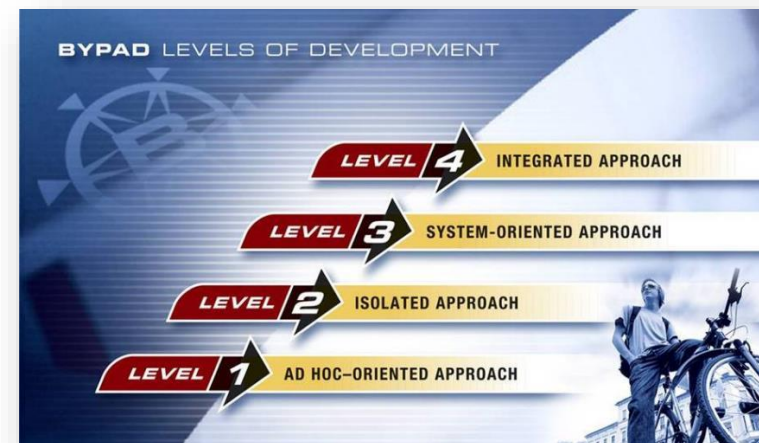 BYPAD LEVELS OF DEVELOPMENT
LEVEL 4 INTEGRATED APPROACH
LEVEL 3 SYSTEM-ORIENTED APPROACH
LEVEL 2 ISOLATED APPROACH
LEVEL 1 AD HOC–ORIENTED APPROACH